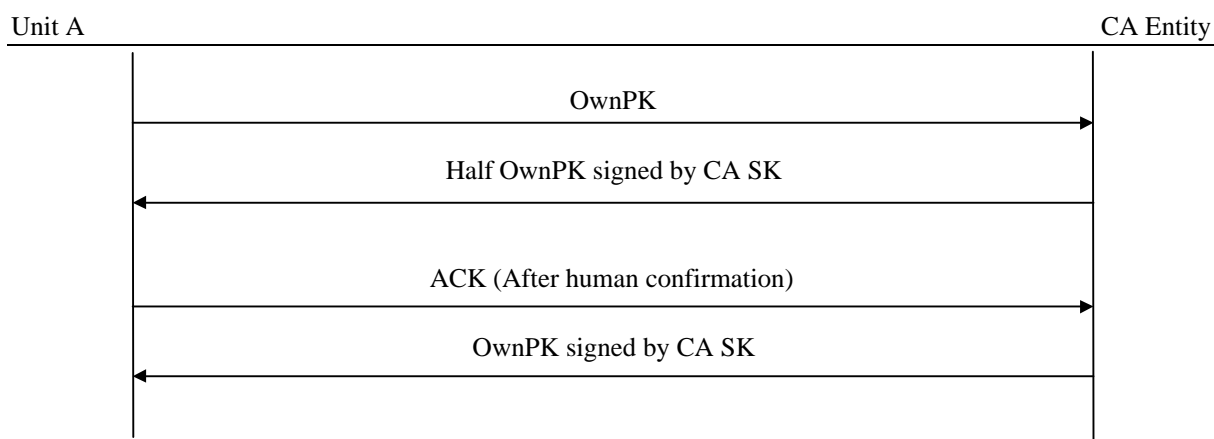 Unit A
CA Entity
OwnPK
Half OwnPK signed by CA SK
ACK (After human confirmation)
OwnPK signed by CA SK